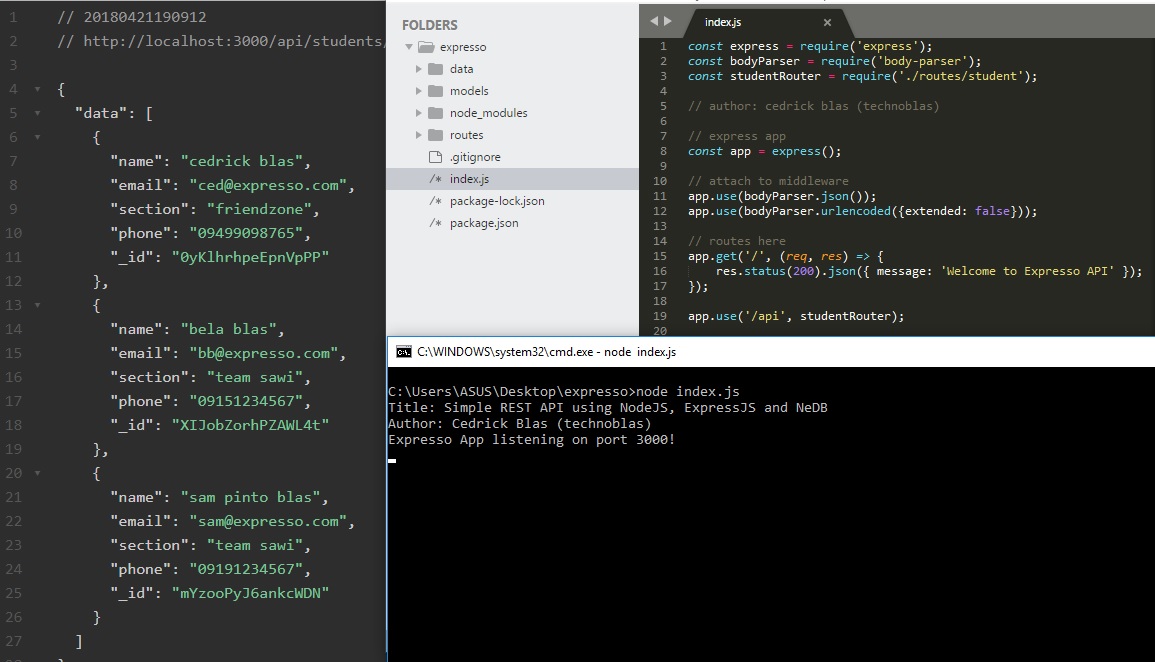 1 // 20180421190912
2 // http://localhost:3000/api/students/
3
4 {
5 "data": [
6 {
7 "name": "cedrick blas",
8 "email": "ced@expresso.com",
9 "section": "friendzone",
10 "phone": "09499098765",
11 "_id": "0yKlhrhpeEpnVpPP"
12 },
13 {
14 "name": "bela blas",
15 "email": "bb@expresso.com",
16 "section": "team sawi",
17 "phone": "09151234567",
18 "_id": "XIJobZorhPZAWL4t"
19 },
20 {
21 "name": "sam pinto blas",
22 "email": "sam@expresso.com",
23 "section": "team sawi",
24 "phone": "09191234567",
25 "_id": "mYzooPyJ6ankcWDN"
26 }
27 ]
FOLDERS
expresso
data
models
node_modules
routes
.gitignore
/* index.js
/* package-lock.json
/* package.json
index.js ×
1 const express = require('express');
2 const bodyParser = require('body-parser');
3 const studentRouter = require('./routes/student');
4
5 // author: cedrick blas (technoblas)
6
7 // express app
8 const app = express();
9
10 // attach to middleware
11 app.use(bodyParser.json());
12 app.use(bodyParser.urlencoded({extended: false}));
13
14 // routes here
15 app.get('/', (req, res) => {
16 res.status(200).json({ message: 'Welcome to Expresso API' });
17 });
18
19 app.use('/api', studentRouter);
20
C:\WINDOWS\system32\cmd.exe - node index.js
C:\Users\ASUS\Desktop\expresso>node index.js
Title: Simple REST API using NodeJS, ExpressJS and NeDB
Author: Cedrick Blas (technoblas)
Expresso App listening on port 3000!